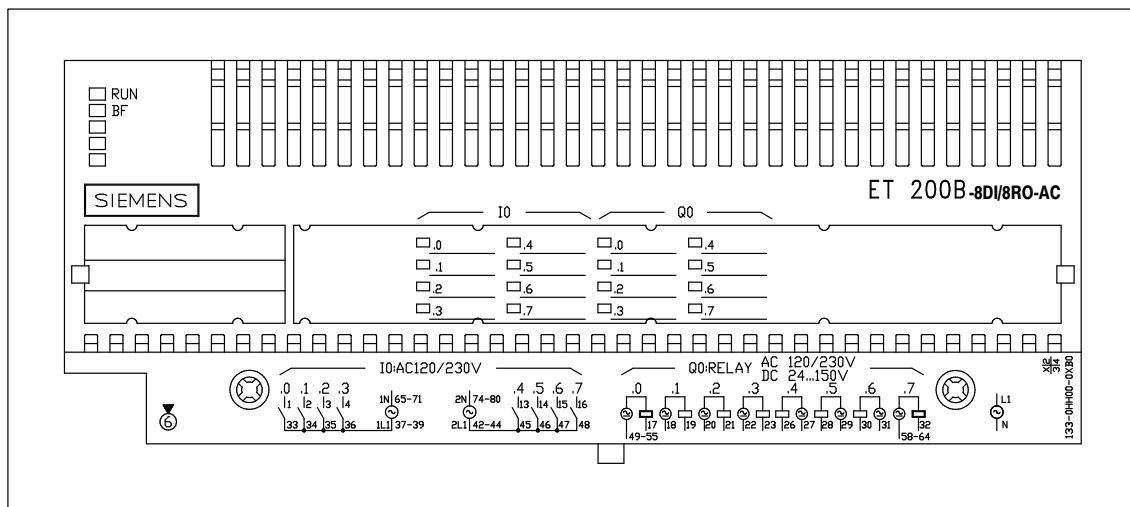 RUN
BF
SIEMENS
ET 200B-8DI/8RO-AC
I0 Q0
.0 .4 .0 .4
.1 .5 .1 .5
.2 .6 .2 .6
.3 .7 .3 .7
I0:AC120/230V
Q0:RELAY AC 120/230V
DC 24...150V
.0 .1 .2 .3 .4 .5 .6 .7 .0 .1 .2 .3 .4 .5 .6 .7
1 2 3 4 1N 65-71 2N 74-80 13 14 15 16 L1
6 33 34 35 36 1L1 37-39 2L1 42-44 45 46 47 48 17 18 19 20 21 22 23 26 27 28 29 30 31 32 N
49-55 58-64
X12
314
133-0HH00-0XB0